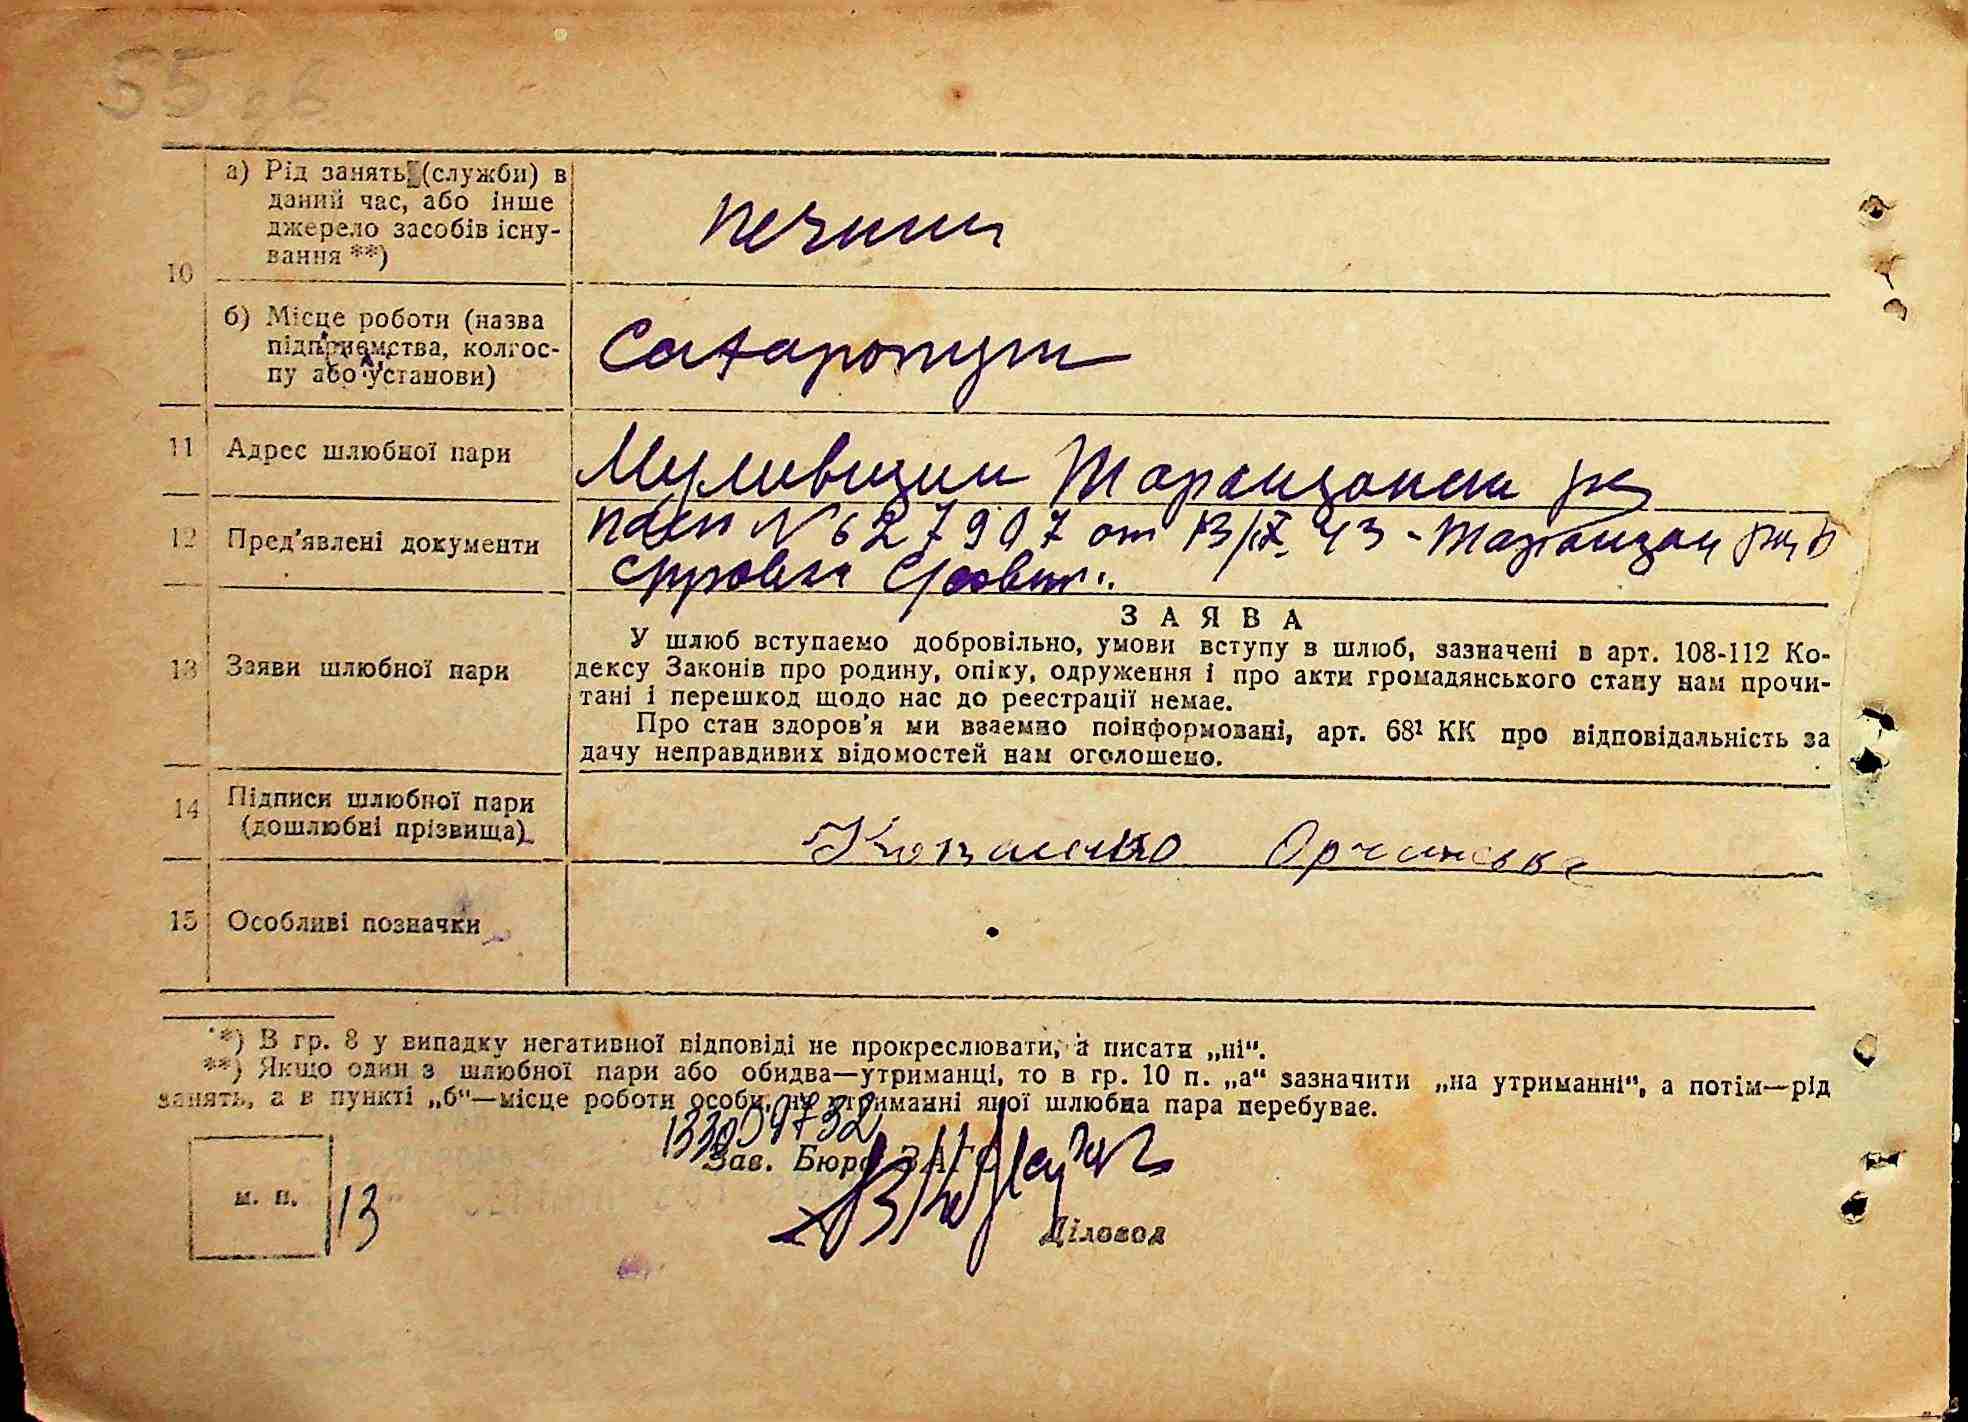 а) Рід занять (служби) в
даний час, або інше
джерело засобів існу-
вання **)
10
б) Місце роботи (назва
підприємства, колгос-
пу або установи)
11 Адрес шлюбної пари
12 Пред'явлені документи
пасп № 627907 от 13/IV 43 -
13 Заяви шлюбної пари
ЗАЯВА
У шлюб вступаємо добровільно, умови вступу в шлюб, зазначені в арт. 108-112 Ко-
дексу Законів про родину, опіку, одруження і про акти громадянського стану нам прочи-
тані і перешкод щодо нас до реєстрації немає.
Про стан здоров'я ми взаємно поінформовані, арт. 68¹ КК про відповідальність за
дачу неправдивих відомостей нам оголошено.
14 Підписи шлюбної пари
(дошлюбні прізвища)
Коваленко Орчинська
15 Особливі позначки
*) В гр. 8 у випадку негативної відповіді не прокреслювати, а писати „ні“.
**) Якщо один з шлюбної пари або обидва—утриманці, то в гр. 10 п. „а“ зазначити „на утриманні“, а потім—рід
занять, а в пункті „б“—місце роботи особи, на утриманні якої шлюбна пара перебуває.
Зав. Бюро ЗАГС
м. п.
13
Діловод